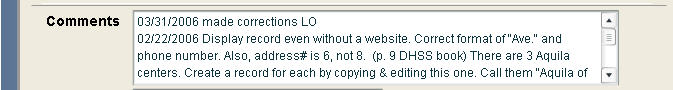 Comments
03/31/2006 made corrections LO
02/22/2006 Display record even without a website. Correct format of "Ave." and
phone number. Also, address# is 6, not 8. (p. 9 DHSS book) There are 3 Aquila
centers. Create a record for each by copying & editing this one. Call them "Aquila of